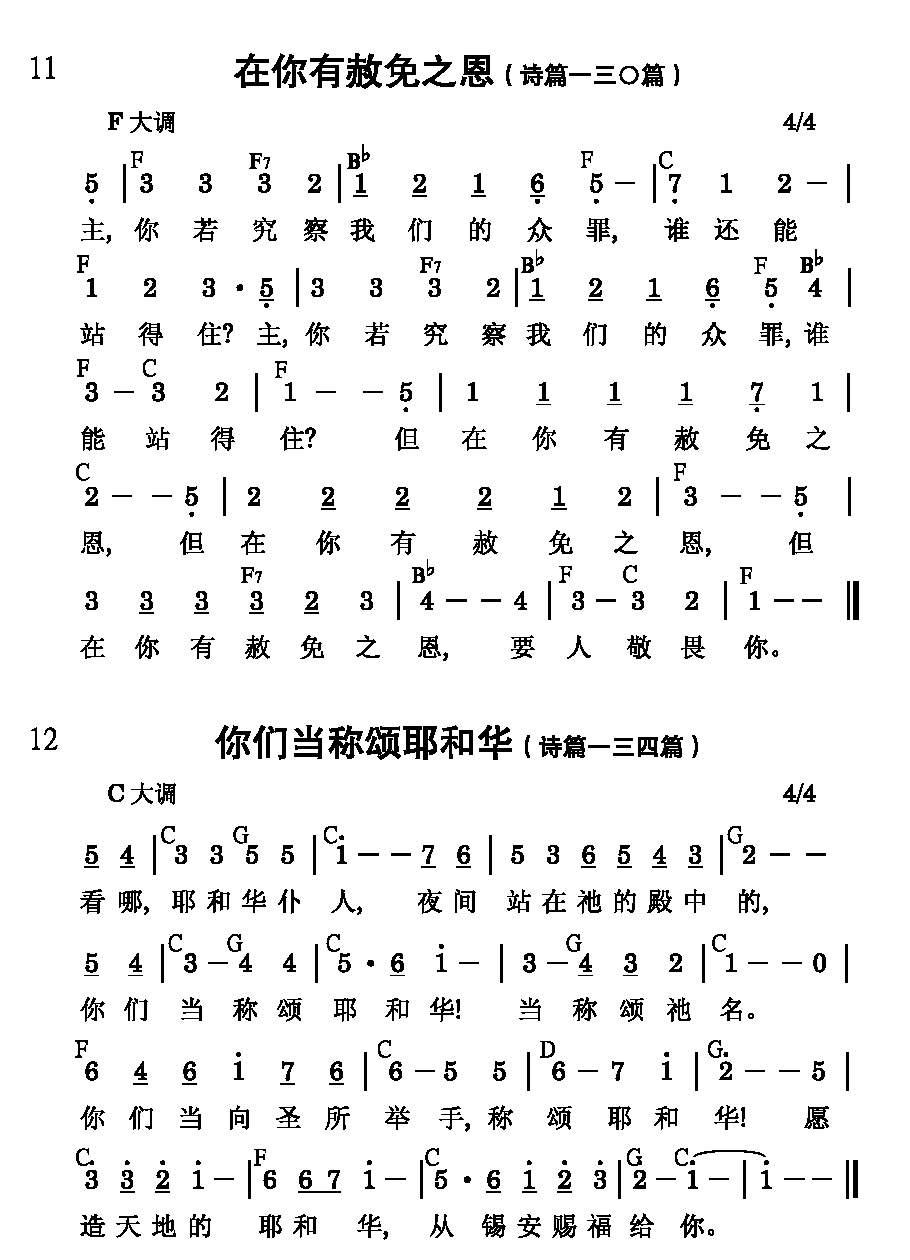 11 在你有赦免之恩（诗篇一三〇篇）
F 大调 4/4
F F7 B♭ F C
5 | 3 3 3 2 | 1 2 1 6 5 － | 7 1 2 － |
主, 你 若 究 察 我 们 的 众 罪, 谁 还 能
F F7 B♭ F B♭
1 2 3 · 5 | 3 3 3 2 | 1 2 1 6 5 4 |
站 得 住? 主, 你 若 究 察 我 们 的 众 罪, 谁
F C F
3 － 3 2 | 1 － － 5 | 1 1 1 1 7 1 |
能 站 得 住? 但 在 你 有 赦 免 之
C F
2 － － 5 | 2 2 2 2 1 2 | 3 － － 5 |
恩, 但 在 你 有 赦 免 之 恩, 但
F7 B♭ F C F
3 3 3 3 2 3 | 4 － － 4 | 3 － 3 2 | 1 － － ‖
在 你 有 赦 免 之 恩, 要 人 敬 畏 你。
12 你们当称颂耶和华（诗篇一三四篇）
C 大调 4/4
C G C G
5 4 | 3 3 5 5 | 1 － － 7 6 | 5 3 6 5 4 3 | 2 － －
看 哪, 耶 和 华 仆 人, 夜 间 站 在 祂 的 殿 中 的,
C G C G C
5 4 | 3 － 4 4 | 5 · 6 1 － | 3 － 4 3 2 | 1 － － 0 |
你 们 当 称 颂 耶 和 华! 当 称 颂 祂 名。
F C D G
6 4 6 1 7 6 | 6 － 5 5 | 6 － 7 1 | 2 － － 5 |
你 们 当 向 圣 所 举 手, 称 颂 耶 和 华! 愿
C F C G C
3 3 2 1 － | 6 6 7 1 － | 5 · 6 1 2 3 | 2 － 1 － | 1 － － ‖
造 天 地 的 耶 和 华, 从 锡 安 赐 福 给 你。